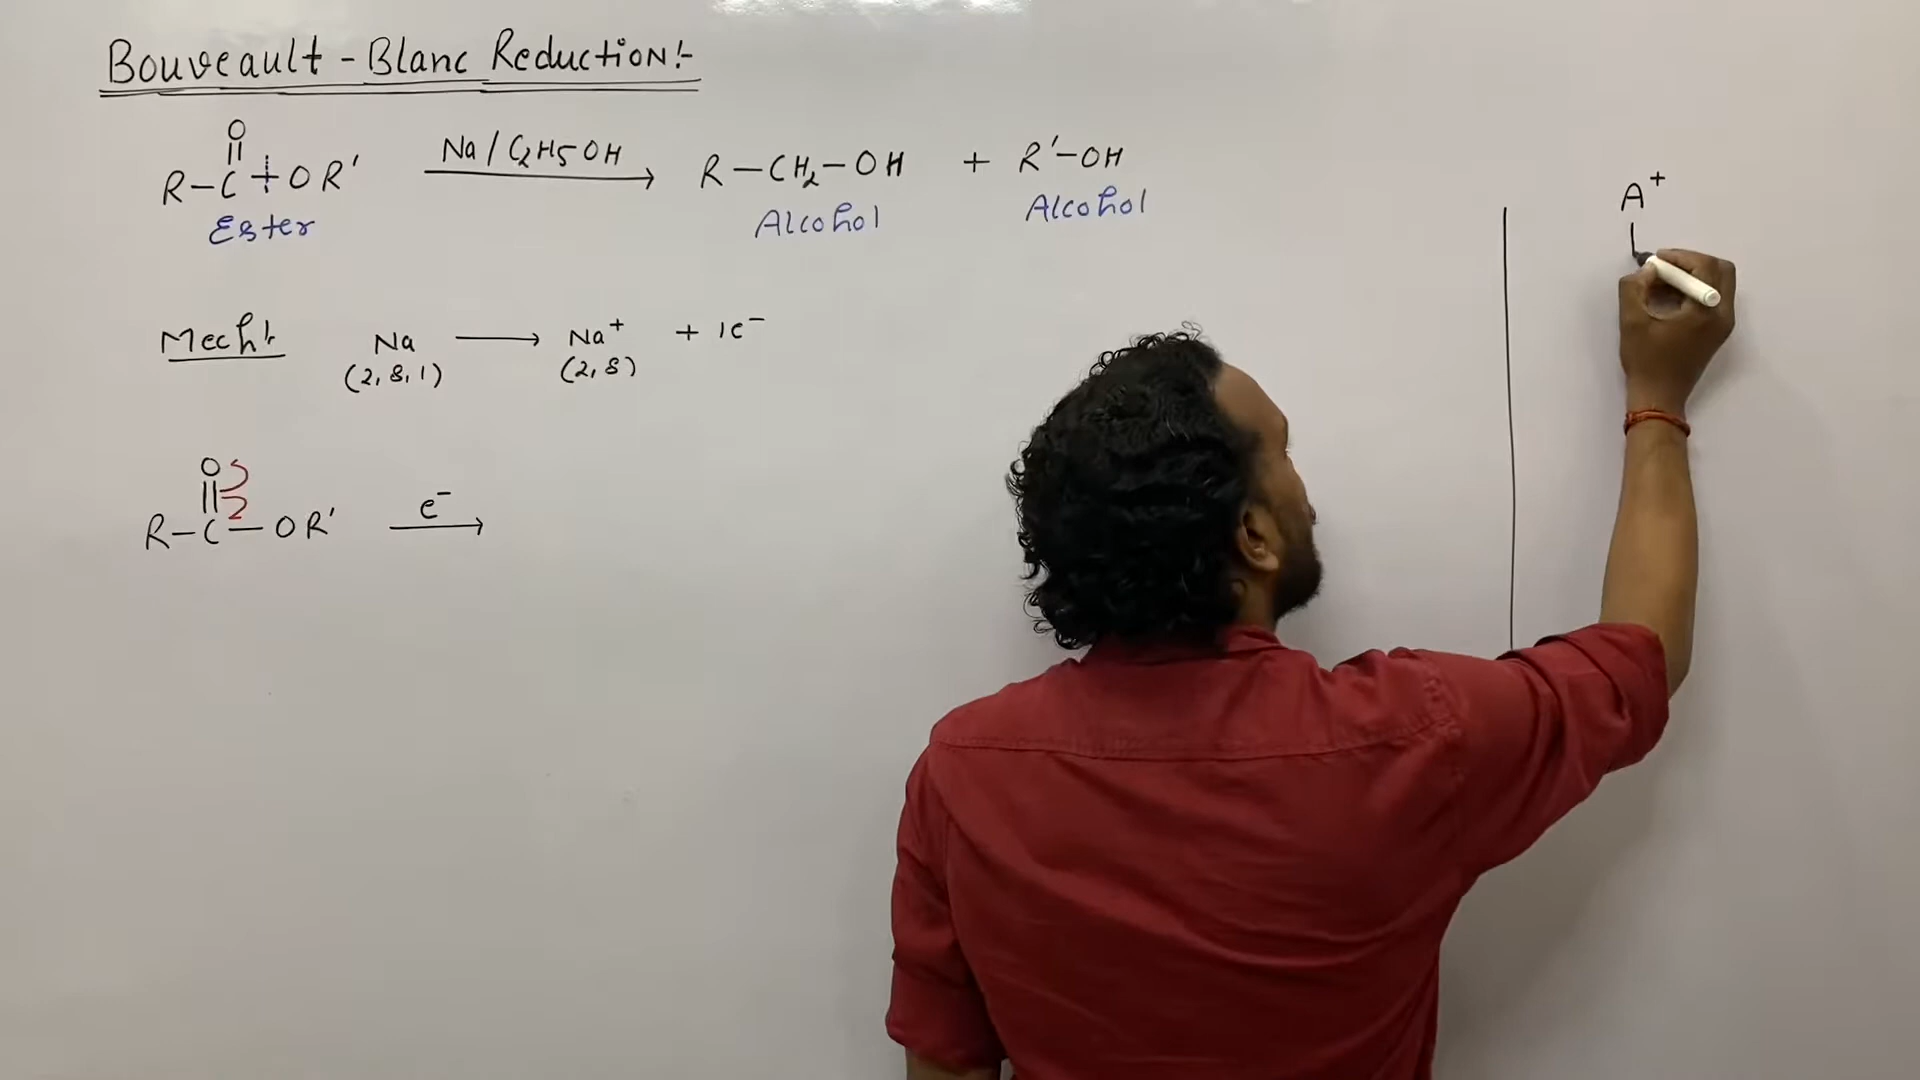 Bouveault - Blanc Reduction:-
O
R-C+OR' Na/C2H5OH R-CH2-OH + R'-OH
Ester Alcohol Alcohol
A+
Mech:- Na → Na+ + 1e-
(2,8,1) (2,8)
O
R-C-OR' e-